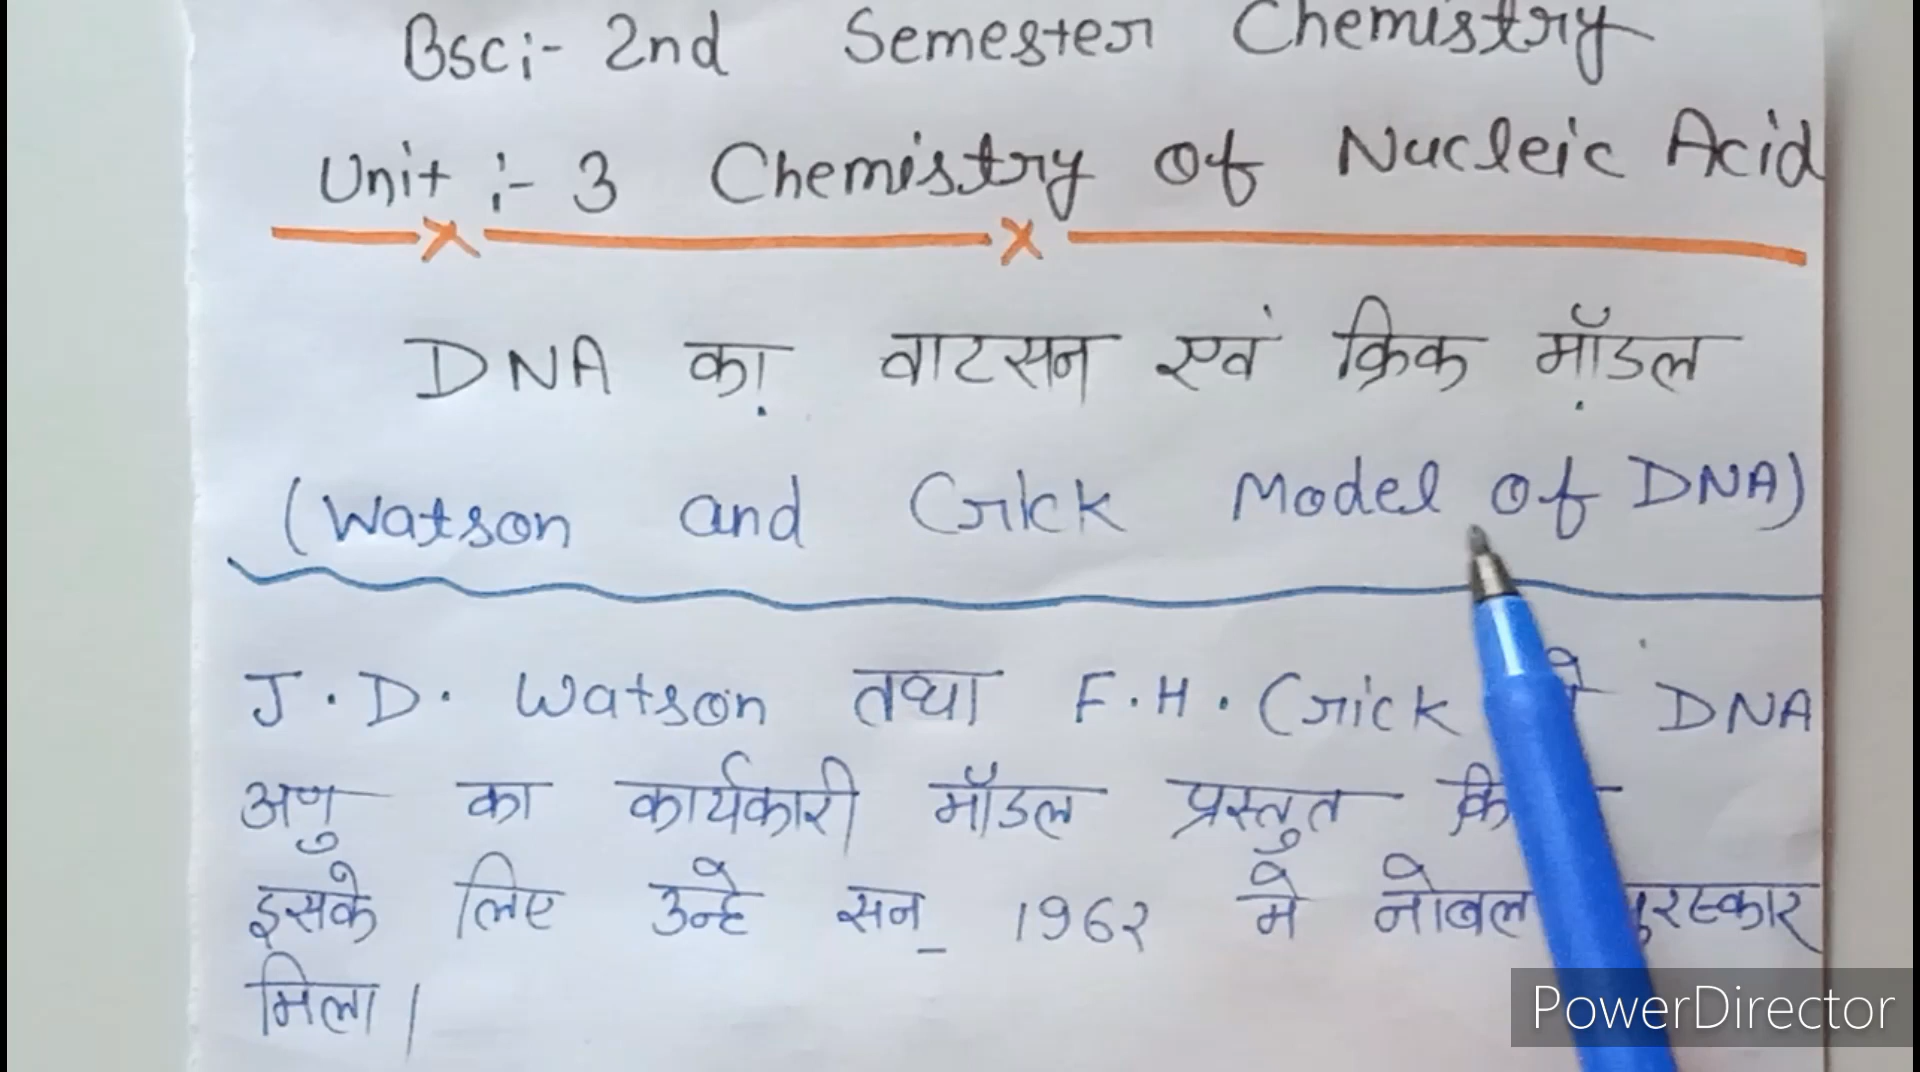 Bsc:- 2nd Semester Chemistry
Unit :- 3 Chemistry of Nucleic Acid
DNA का वाटसन एवं क्रिक मॉडल
(Watson and Crick Model of DNA)
J. D. Watson तथा F. H. Crick DNA
अणु का कार्यकारी मॉडल प्रस्तुत
इसके लिए उन्हे सन् 1962 मे नोबल
मिला।
PowerDirector